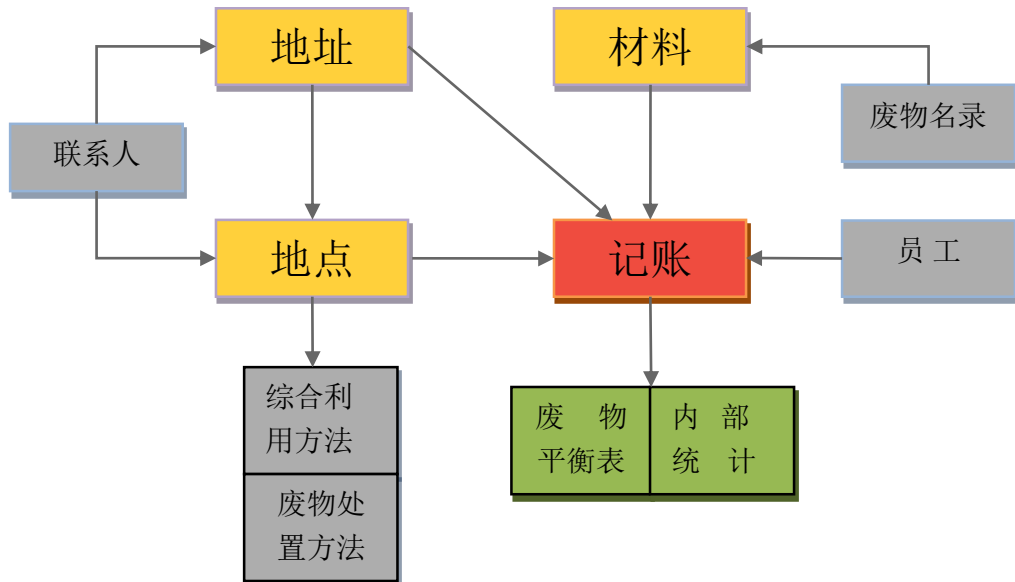 地址
材料
联系人
废物名录
地点
记账
员 工
综合利
用方法
废物处
置方法
废 物
平衡表
内 部
统 计